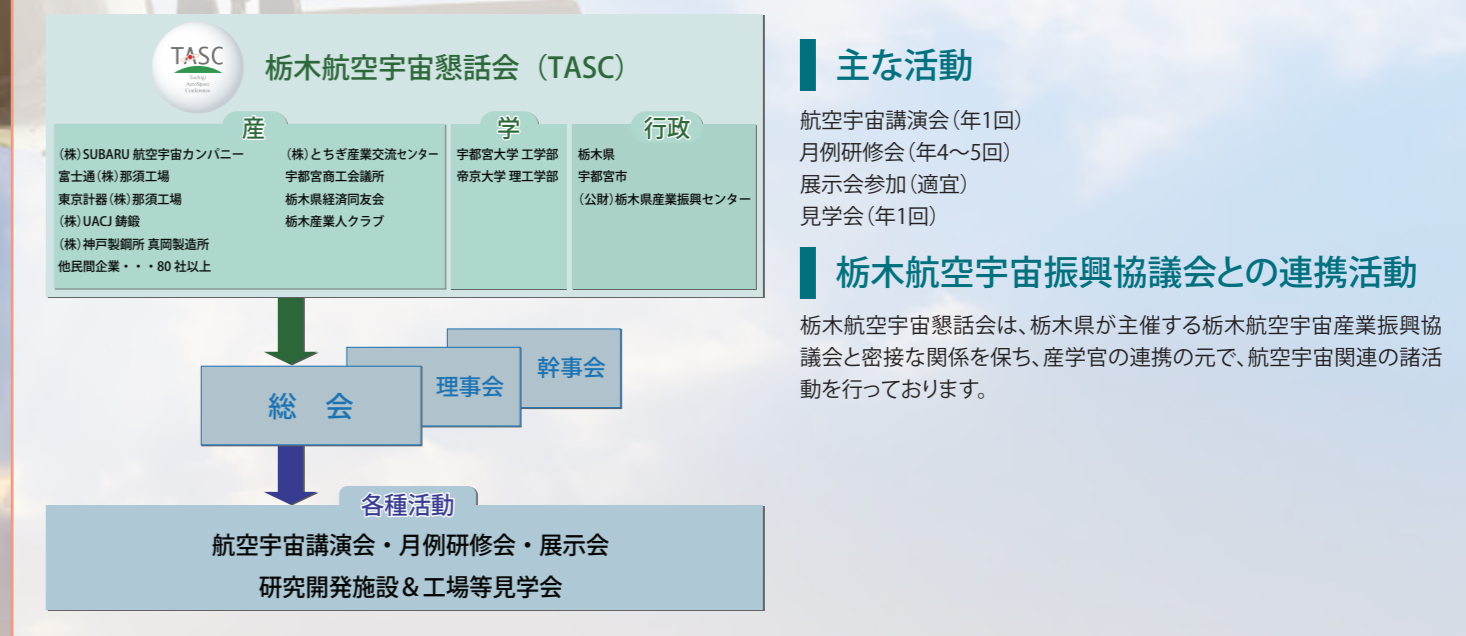 TASC
Tochigi
AeroSpace
Conference
栃木航空宇宙懇話会（TASC）
産
(株)SUBARU 航空宇宙カンパニー
富士通(株)那須工場
東京計器(株)那須工場
(株)UACJ 鋳鍛
(株)神戸製鋼所 真岡製造所
他民間企業・・・80 社以上
(株)とちぎ産業交流センター
宇都宮商工会議所
栃木県経済同友会
栃木産業人クラブ
学
宇都宮大学 工学部
帝京大学 理工学部
行政
栃木県
宇都宮市
(公財)栃木県産業振興センター
総　会
理事会
幹事会
各種活動
航空宇宙講演会・月例研修会・展示会
研究開発施設＆工場等見学会
主な活動
航空宇宙講演会(年1回)
月例研修会(年4〜5回)
展示会参加(適宜)
見学会(年1回)
栃木航空宇宙振興協議会との連携活動
栃木航空宇宙懇話会は、栃木県が主催する栃木航空宇宙産業振興協
議会と密接な関係を保ち、産学官の連携の元で、航空宇宙関連の諸活
動を行っております。